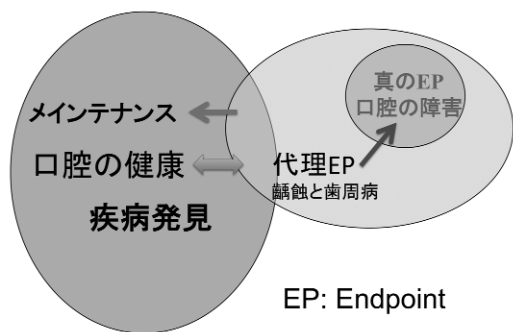 メインテナンス
口腔の健康
疾病発見
真のEP
口腔の障害
代理EP
齲蝕と歯周病
EP: Endpoint